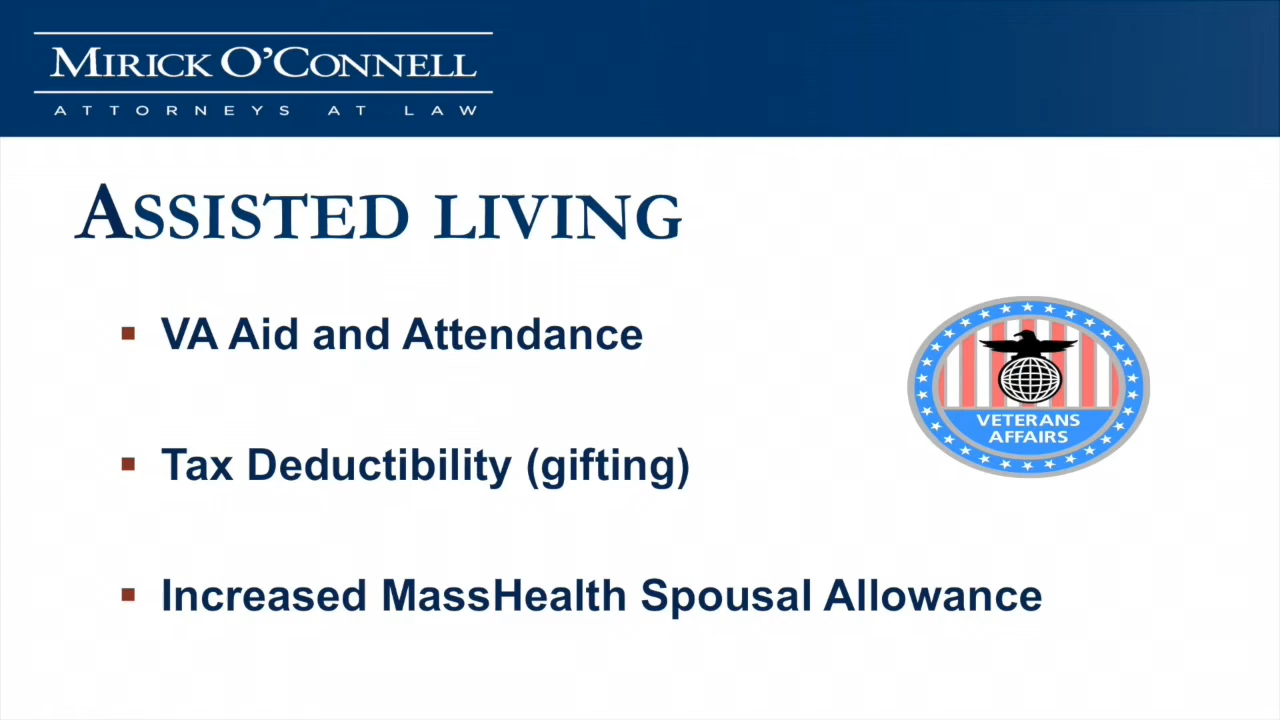 MIRICK O'CONNELL
ATTORNEYS AT LAW
ASSISTED LIVING
▪ VA Aid and Attendance
▪ Tax Deductibility (gifting)
▪ Increased MassHealth Spousal Allowance
VETERANS
AFFAIRS